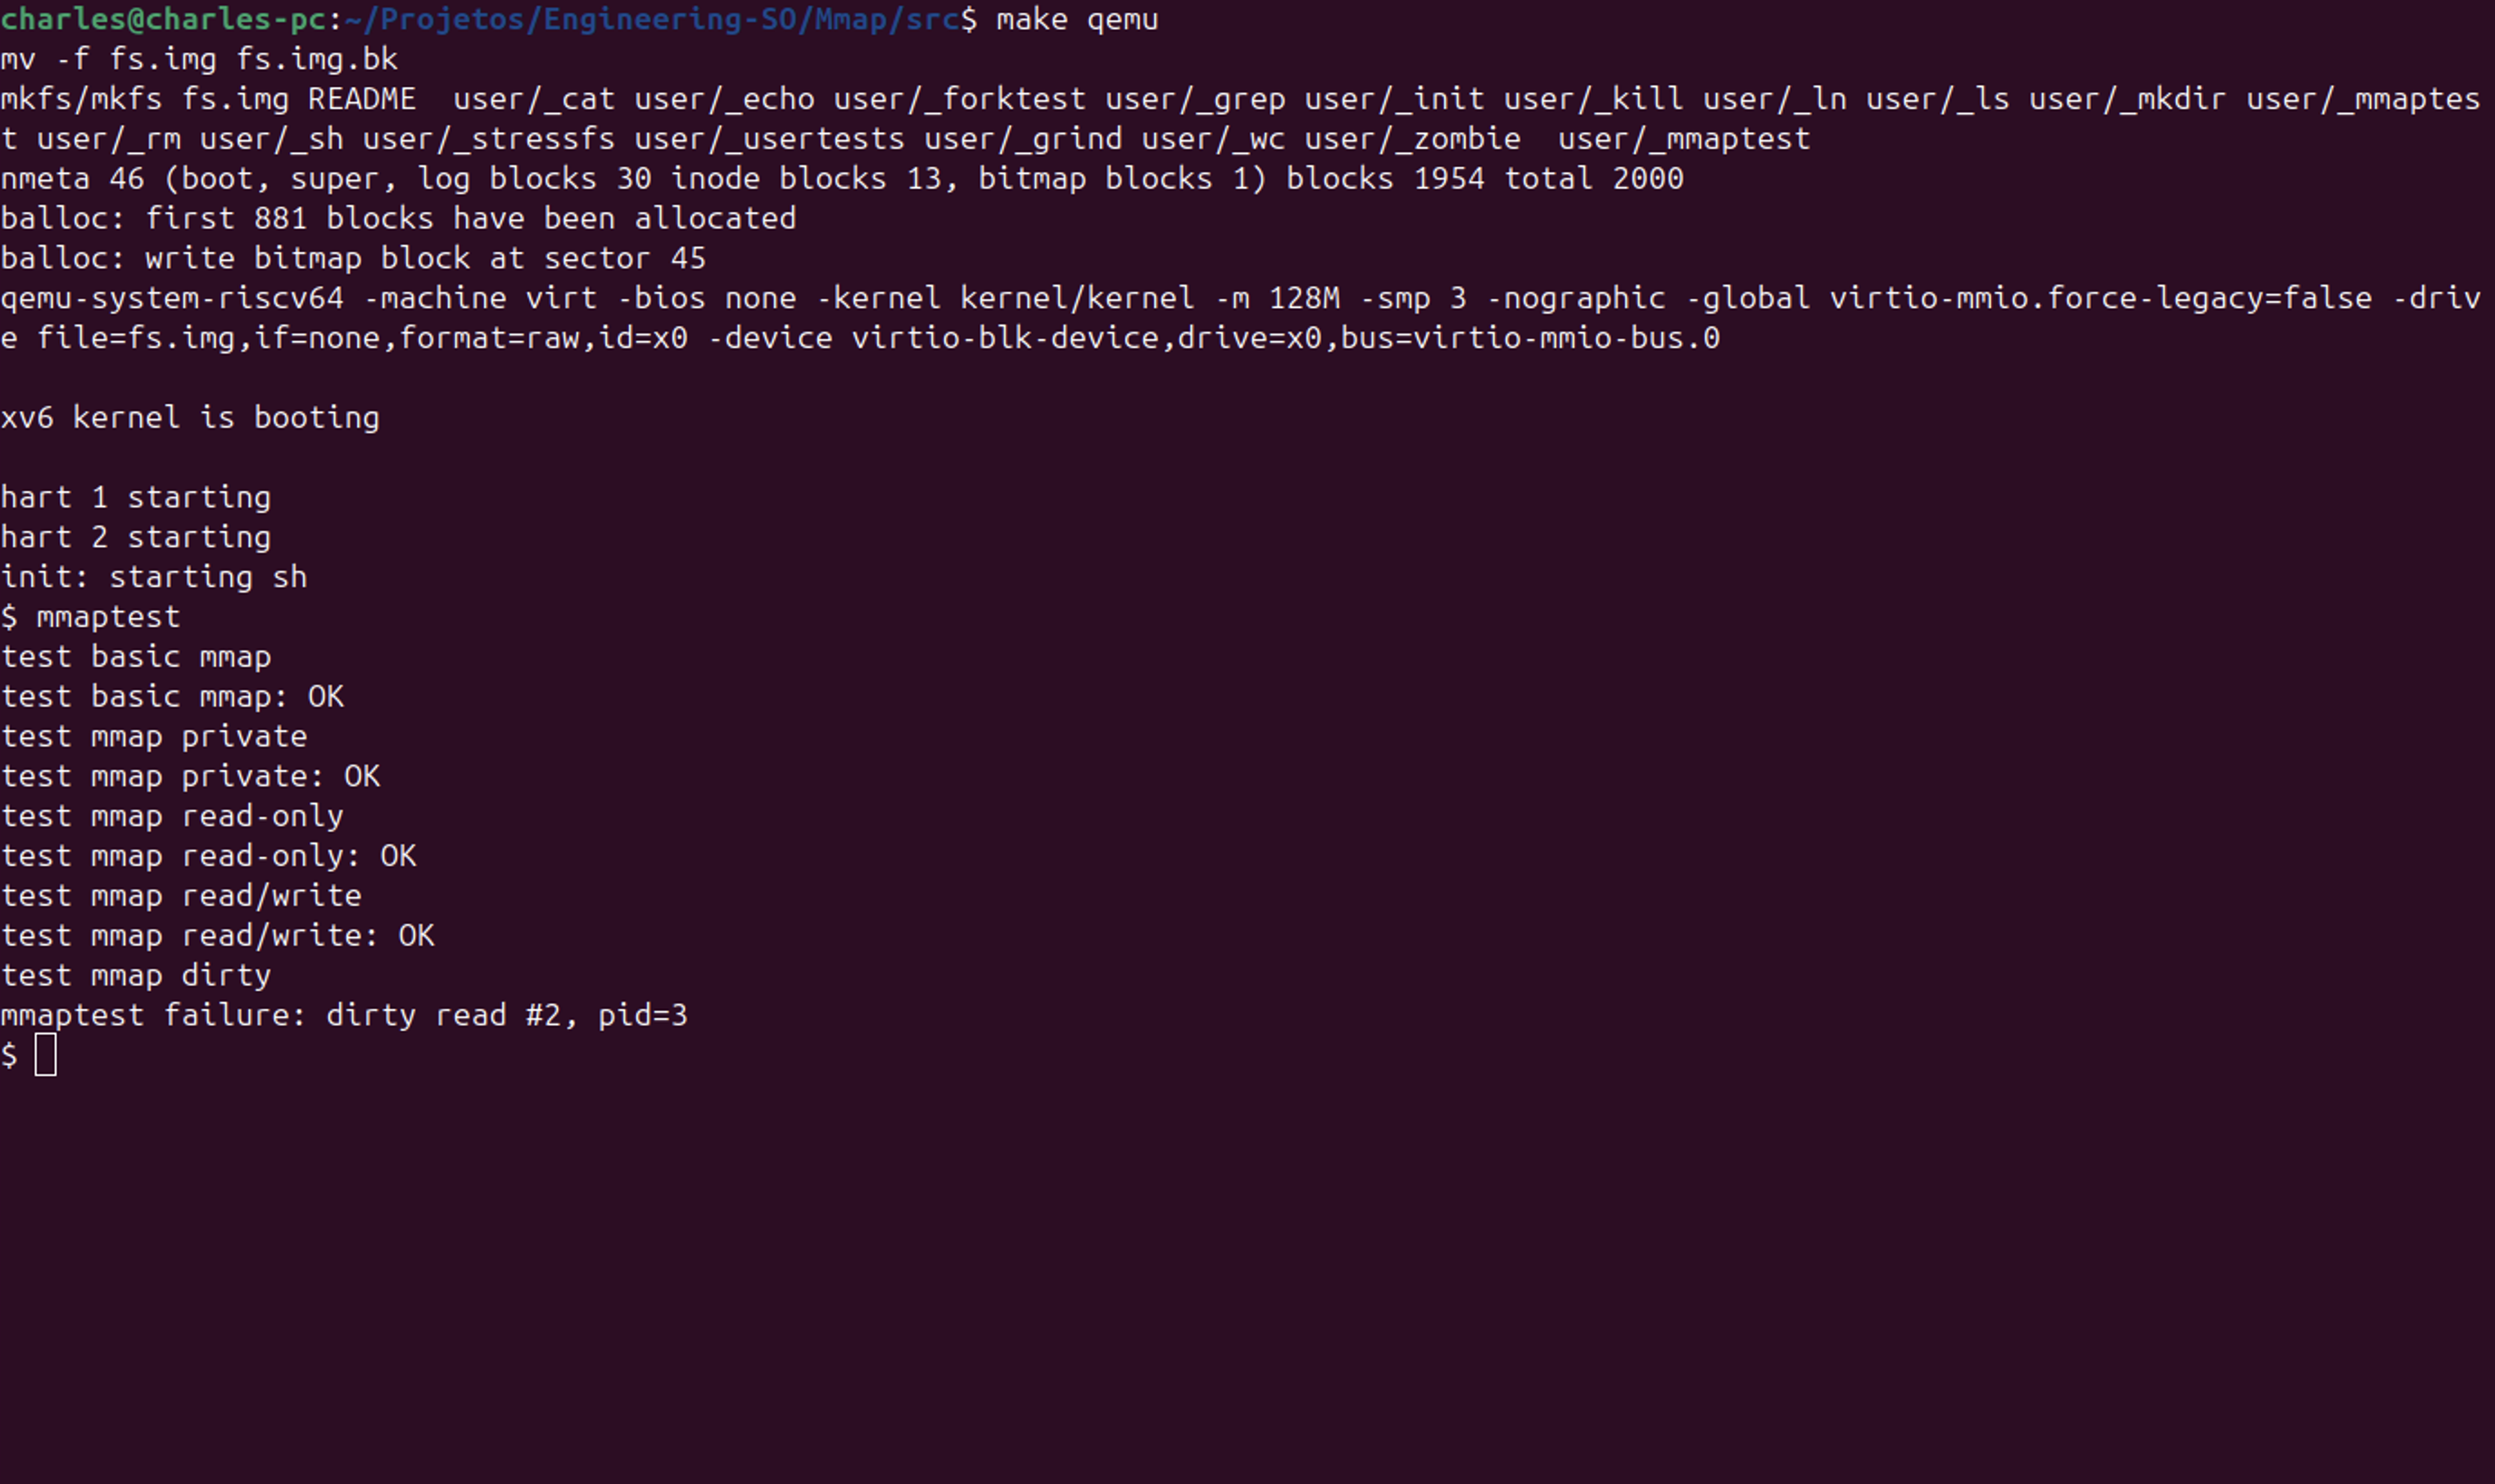 charles@charles-pc:~/Projetos/Engineering-SO/Mmap/src$ make qemu
mv -f fs.img fs.img.bk
mkfs/mkfs fs.img README  user/_cat user/_echo user/_forktest user/_grep user/_init user/_kill user/_ln user/_ls user/_mkdir user/_mmaptes
t user/_rm user/_sh user/_stressfs user/_usertests user/_grind user/_wc user/_zombie  user/_mmaptest
nmeta 46 (boot, super, log blocks 30 inode blocks 13, bitmap blocks 1) blocks 1954 total 2000
balloc: first 881 blocks have been allocated
balloc: write bitmap block at sector 45
qemu-system-riscv64 -machine virt -bios none -kernel kernel/kernel -m 128M -smp 3 -nographic -global virtio-mmio.force-legacy=false -driv
e file=fs.img,if=none,format=raw,id=x0 -device virtio-blk-device,drive=x0,bus=virtio-mmio-bus.0

xv6 kernel is booting

hart 1 starting
hart 2 starting
init: starting sh
$ mmaptest
test basic mmap
test basic mmap: OK
test mmap private
test mmap private: OK
test mmap read-only
test mmap read-only: OK
test mmap read/write
test mmap read/write: OK
test mmap dirty
mmaptest failure: dirty read #2, pid=3
$